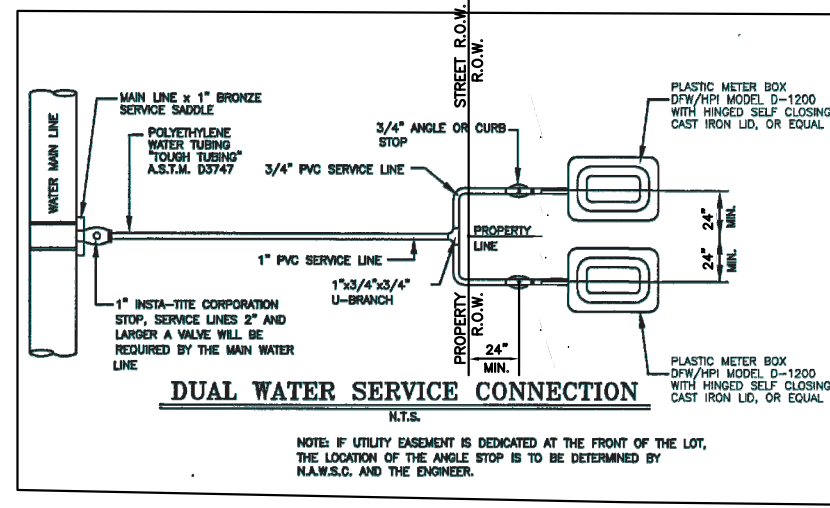 STREET R.O.W.
R.O.W.
MAIN LINE x 1" BRONZE
SERVICE SADDLE
POLYETHYLENE
WATER TUBING
"TOUGH TUBING"
A.S.T.M. D3747
WATER MAIN LINE
3/4" ANGLE OR CURB
STOP
3/4" PVC SERVICE LINE
PLASTIC METER BOX
DFW/HPI MODEL D-1200
WITH HINGED SELF CLOSING
CAST IRON LID, OR EQUAL
24"
MIN.
24"
MIN.
PROPERTY
LINE
1" PVC SERVICE LINE
1"x3/4"x3/4"
U-BRANCH
1" INSTA-TITE CORPORATION
STOP, SERVICE LINES 2" AND
LARGER A VALVE WILL BE
REQUIRED BY THE MAIN WATER
LINE
PROPERTY
R.O.W.
24"
MIN.
PLASTIC METER BOX
DFW/HPI MODEL D-1200
WITH HINGED SELF CLOSING
CAST IRON LID, OR EQUAL
DUAL WATER SERVICE CONNECTION
N.T.S.
NOTE: IF UTILITY EASEMENT IS DEDICATED AT THE FRONT OF THE LOT,
THE LOCATION OF THE ANGLE STOP IS TO BE DETERMINED BY
N.A.W.S.C. AND THE ENGINEER.